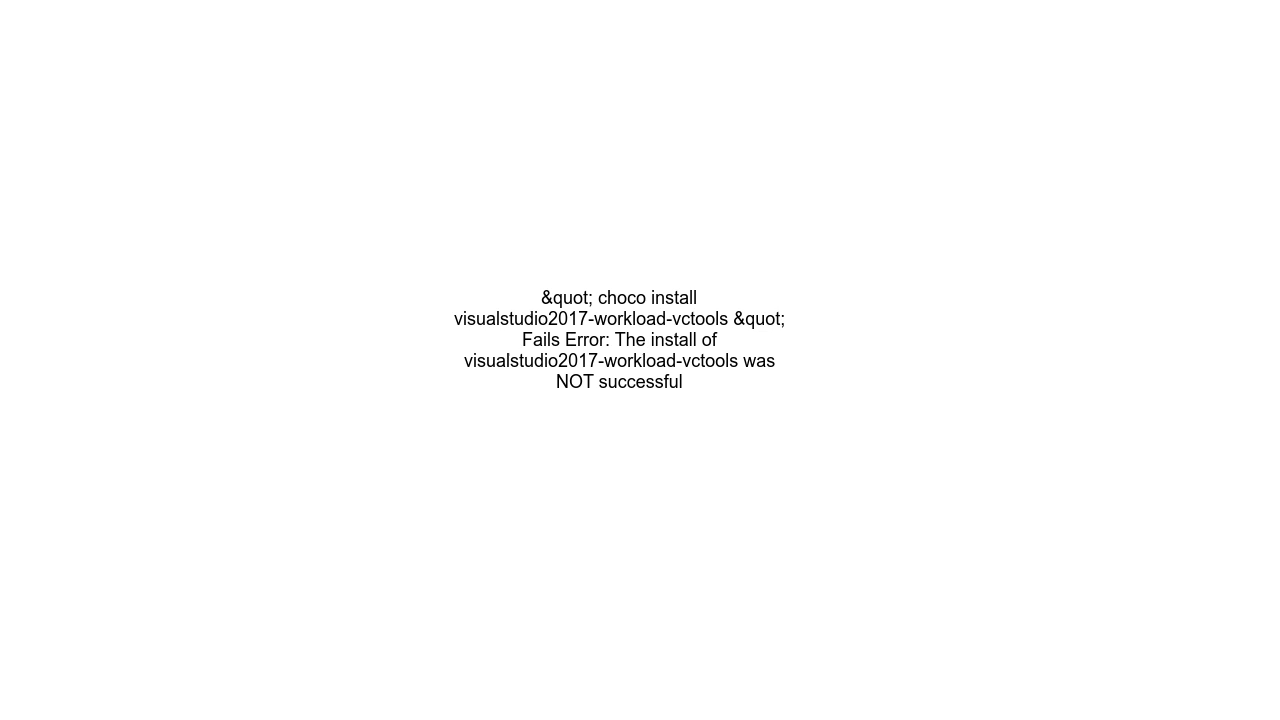 &quot; choco install
visualstudio2017-workload-vctools &quot;
Fails Error: The install of
visualstudio2017-workload-vctools was
NOT successful